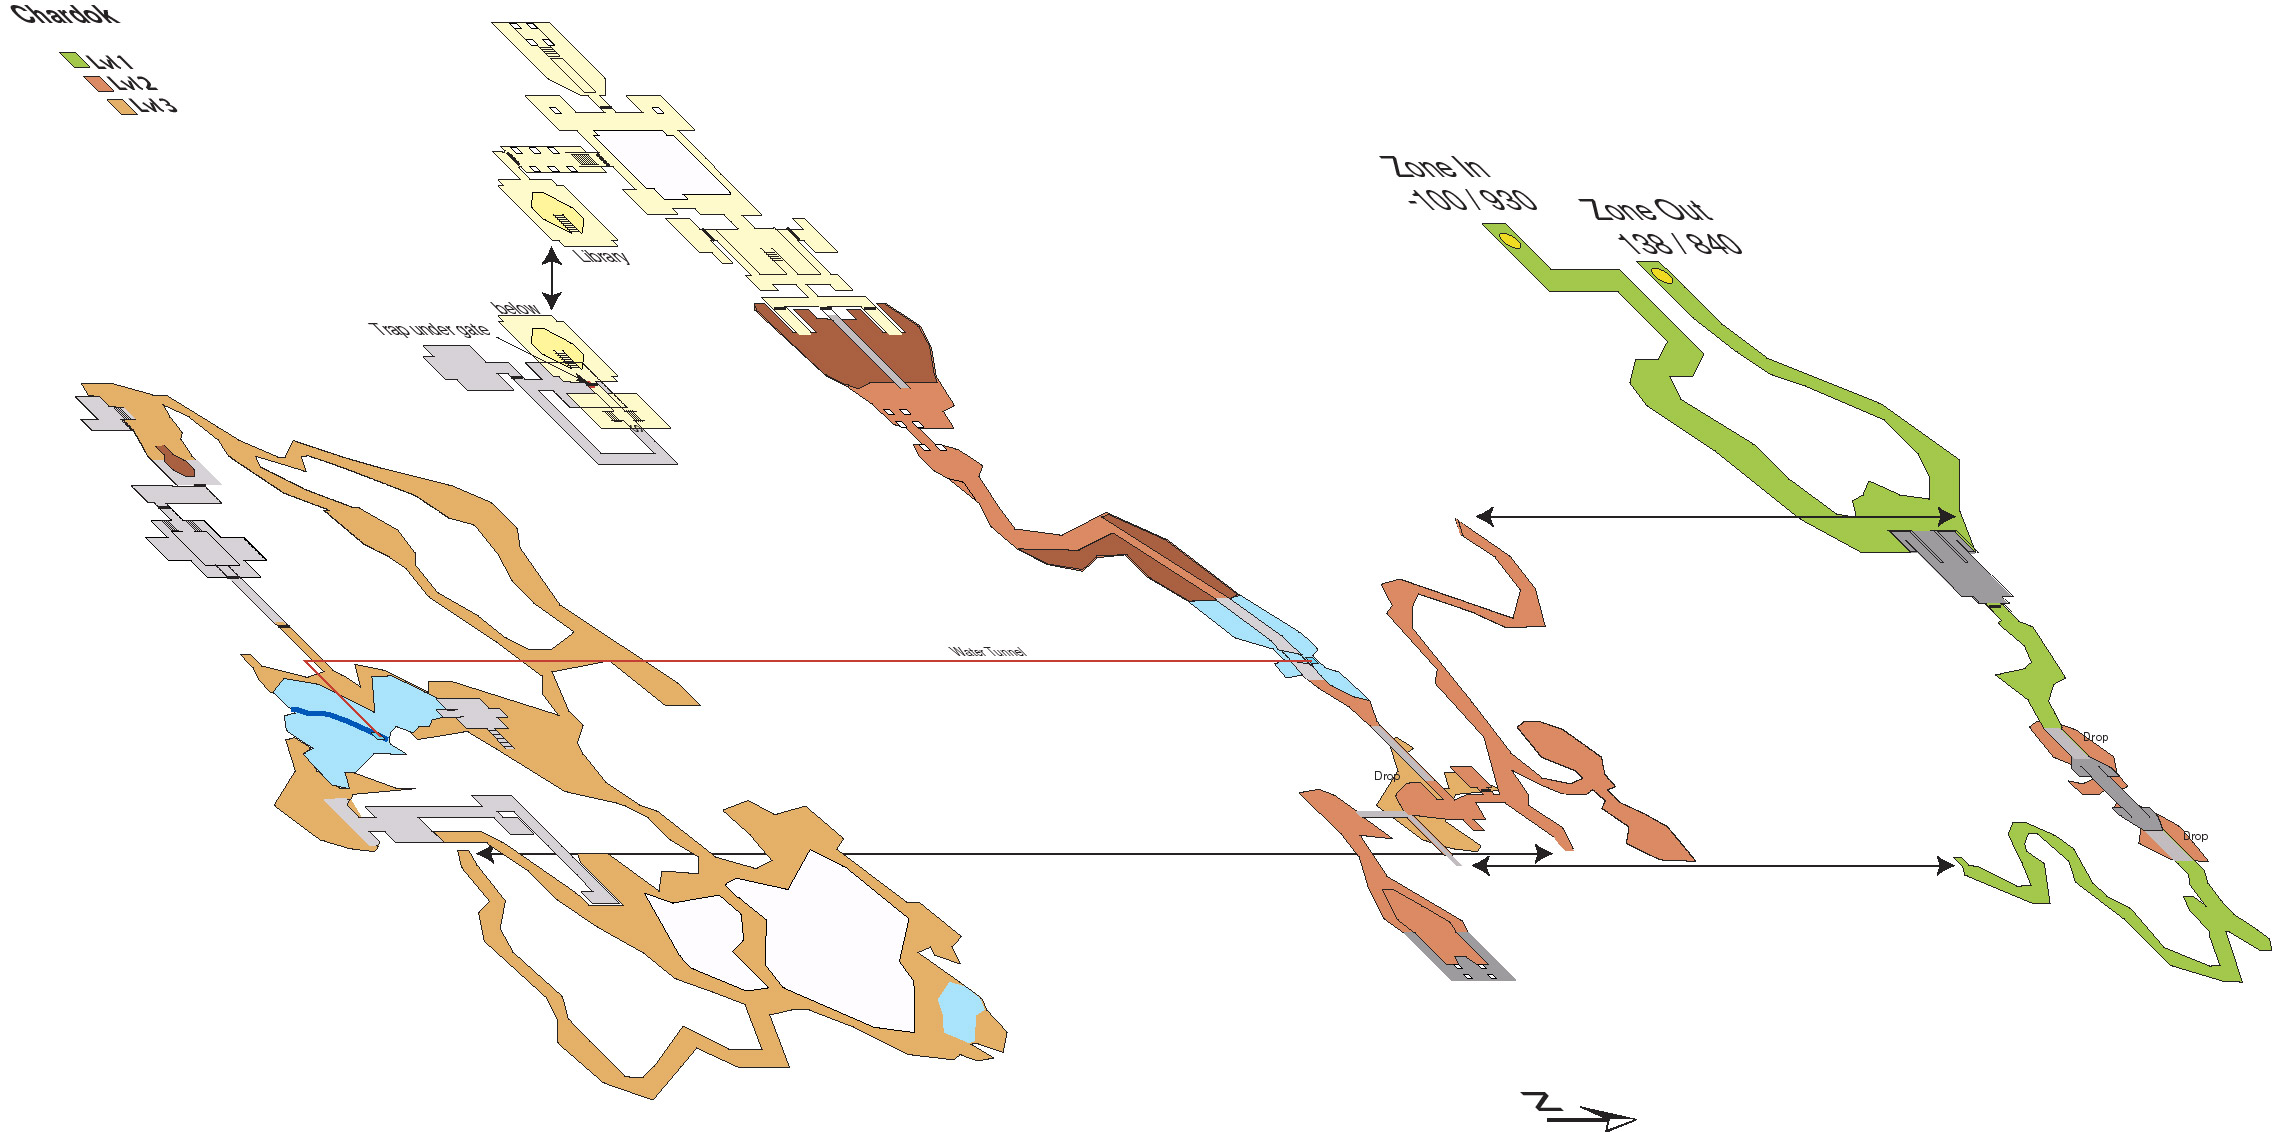 Chardok
Lvl 1
Lvl 2
Lvl 3
Zone In
-100 / 930
Zone Out
138 / 840
Library
below
Trap under gate
Water Tunnel
Drop
Drop
Drop
N